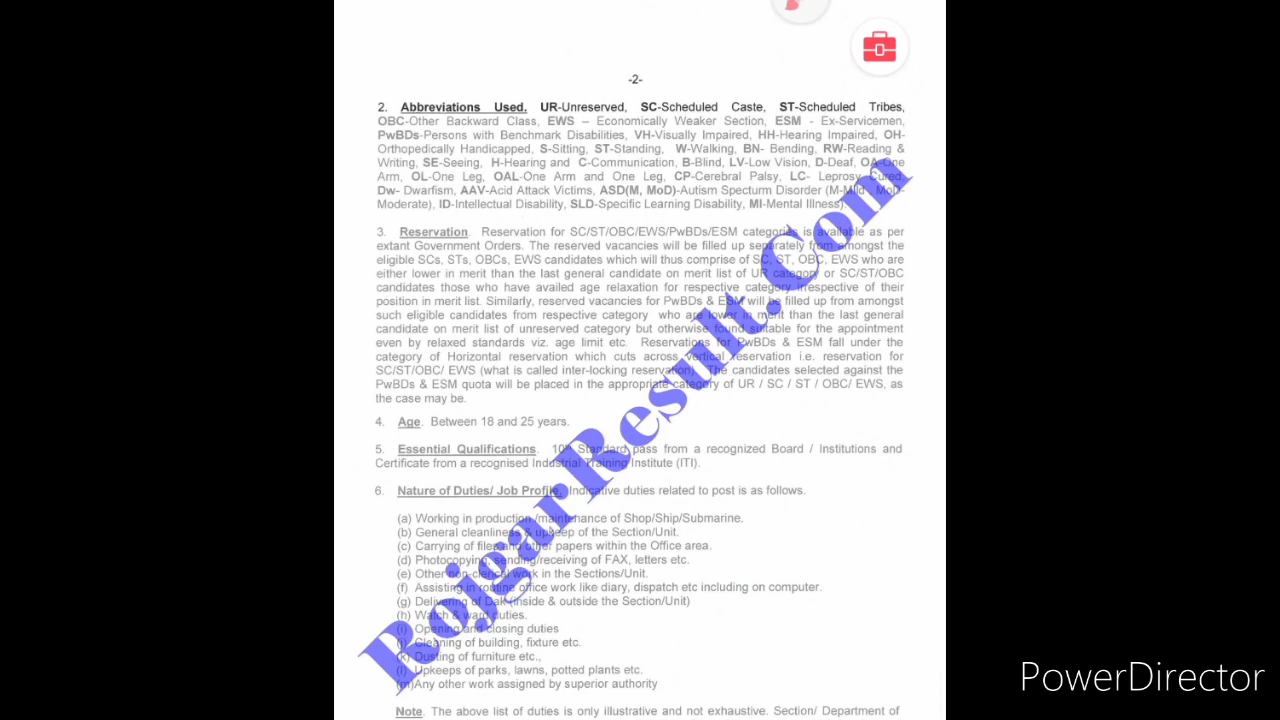 -2-
2. Abbreviations Used. UR-Unreserved, SC-Scheduled Caste, ST-Scheduled Tribes,
OBC-Other Backward Class, EWS – Economically Weaker Section, ESM - Ex-Servicemen,
PwBDs-Persons with Benchmark Disabilities, VH-Visually Impaired, HH-Hearing Impaired, OH-
Orthopedically Handicapped, S-Sitting, ST-Standing, W-Walking, BN- Bending, RW-Reading &
Writing, SE-Seeing, H-Hearing and C-Communication, B-Blind, LV-Low Vision, D-Deaf, OA-One
Arm, OL-One Leg, OAL-One Arm and One Leg, CP-Cerebral Palsy, LC- Leprosy Cured,
Dw- Dwarfism, AAV-Acid Attack Victims, ASD(M, MoD)-Autism Specturm Disorder (M-Mild, MoD-
Moderate), ID-Intellectual Disability, SLD-Specific Learning Disability, MI-Mental Illness).
3. Reservation. Reservation for SC/ST/OBC/EWS/PwBDs/ESM categories is available as per
extant Government Orders. The reserved vacancies will be filled up separately from amongst the
eligible SCs, STs, OBCs, EWS candidates which will thus comprise of SC, ST, OBC, EWS who are
either lower in merit than the last general candidate on merit list of UR category or SC/ST/OBC
candidates those who have availed age relaxation for respective category irrespective of their
position in merit list. Similarly, reserved vacancies for PwBDs & ESM will be filled up from amongst
such eligible candidates from respective category who are lower in merit than the last general
candidate on merit list of unreserved category but otherwise found suitable for the appointment
even by relaxed standards viz. age limit etc. Reservations for PwBDs & ESM fall under the
category of Horizontal reservation which cuts across vertical reservation i.e. reservation for
SC/ST/OBC/ EWS (what is called inter-locking reservation). The candidates selected against the
PwBDs & ESM quota will be placed in the appropriate category of UR / SC / ST / OBC/ EWS, as
the case may be.
4. Age. Between 18 and 25 years.
5. Essential Qualifications. 10th Standard pass from a recognized Board / Institutions and
Certificate from a recognised Industrial Training Institute (ITI).
6. Nature of Duties/ Job Profile. Indicative duties related to post is as follows.
(a) Working in production /maintenance of Shop/Ship/Submarine.
(b) General cleanliness & upkeep of the Section/Unit.
(c) Carrying of files and other papers within the Office area.
(d) Photocopying, sending/receiving of FAX, letters etc.
(e) Other non-clerical work in the Sections/Unit.
(f) Assisting in routine office work like diary, dispatch etc including on computer.
(g) Delivering of Dak (inside & outside the Section/Unit)
(h) Watch & ward duties.
(i) Opening and closing duties
(j) Cleaning of building, fixture etc.
(k) Dusting of furniture etc.,
(l) Upkeeps of parks, lawns, potted plants etc.
(m)Any other work assigned by superior authority
Note. The above list of duties is only illustrative and not exhaustive. Section/ Department of
RojgarResult.Com
PowerDirector